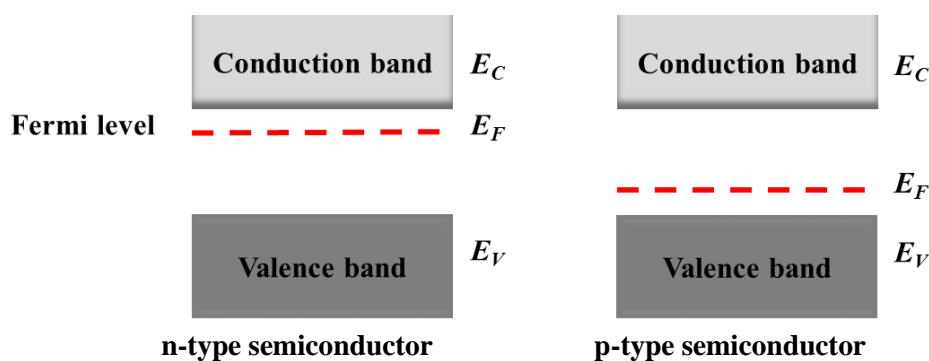 Conduction band
E_C
Fermi level
E_F
Valence band
E_V
n-type semiconductor
Conduction band
E_C
E_F
Valence band
E_V
p-type semiconductor